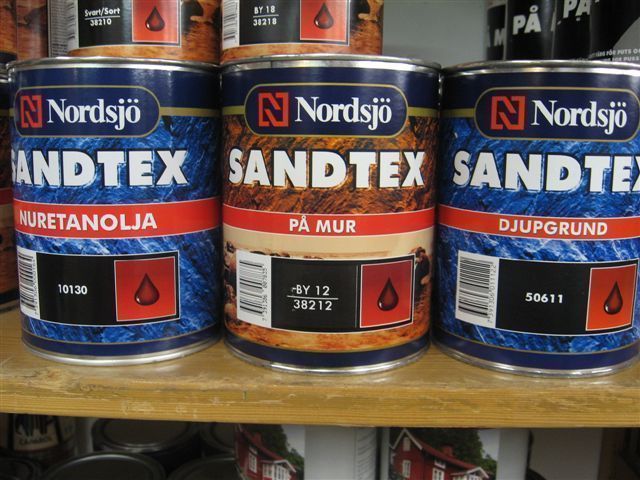 Svart/Sort
38210
BY 18
38218
PÅ
PÅ
N Nordsjö
SANDTEX
NURETANOLJA
10130
N Nordsjö
SANDTEX
PÅ MUR
BY 12
38212
N Nordsjö
SANDTEX
DJUPGRUND
50611